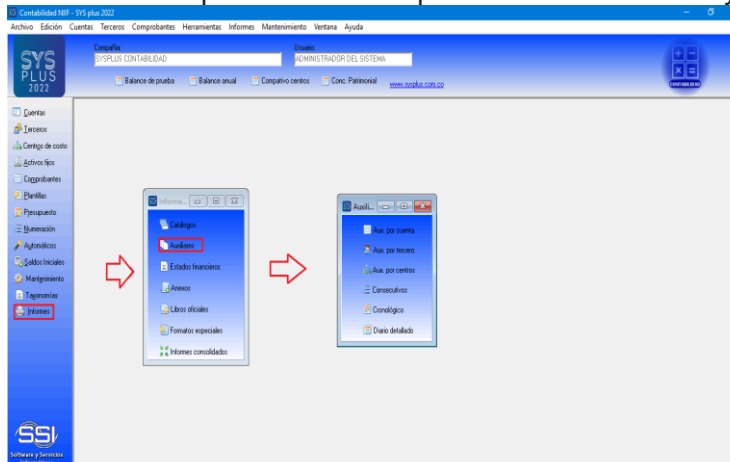 Contabilidad NIIF - SYS plus 2022
Archivo Edición Cuentas Terceros Comprobantes Herramientas Informes Mantenimiento Ventana Ayuda
SYS PLUS 2022
Compañía: Usuario:
SYSPLUS CONTABILIDAD ADMINISTRADOR DEL SISTEMA
Balance de prueba Balance anual Compativo centros Conc. Patrimonial www.sysplus.com.co
CONTABILIDAD
Cuentas
Terceros
Centros de costo
Activos fijos
Comprobantes
Plantillas
Presupuesto
Numeración
Automáticos
Saldos Iniciales
Mantenimiento
Taxonomías
Informes
Informe...
Catálogos
Auxiliares
Estados financieros
Anexos
Libros oficiales
Formatos especiales
Informes consolidados
Auxili...
Aux. por cuenta
Aux. por tercero
Aux. por centros
Consecutivos
Cronológico
Diario detallado
SSI
Software y Servicios